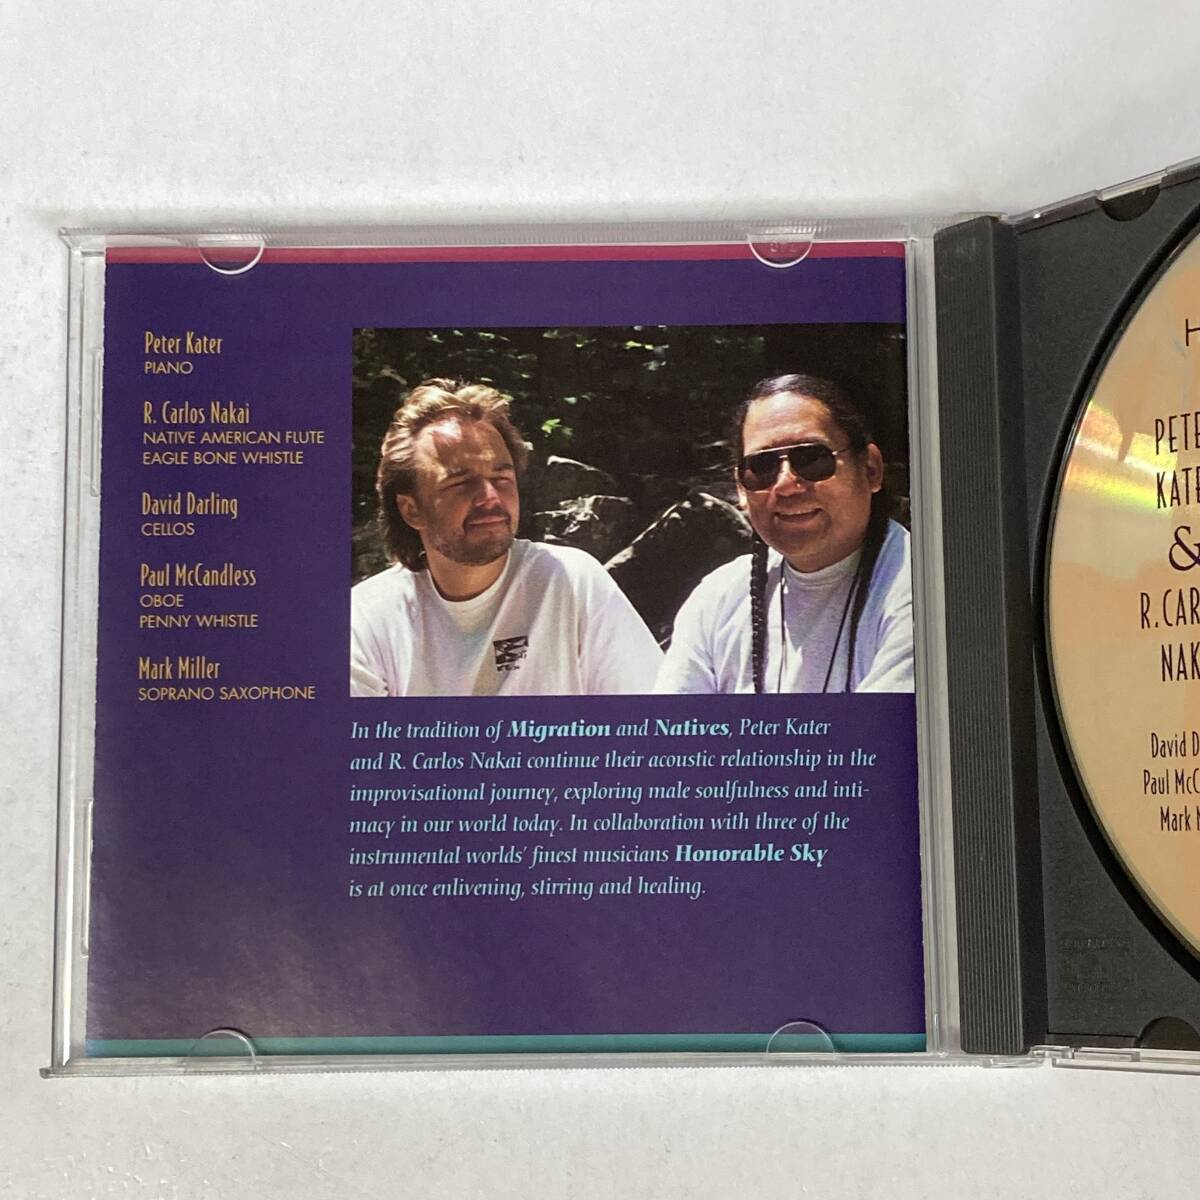 Peter Kater
PIANO
R. Carlos Nakai
NATIVE AMERICAN FLUTE
EAGLE BONE WHISTLE
David Darling
CELLOS
Paul McCandless
OBOE
PENNY WHISTLE
Mark Miller
SOPRANO SAXOPHONE
In the tradition of Migration and Natives, Peter Kater
and R. Carlos Nakai continue their acoustic relationship in the
improvisational journey, exploring male soulfulness and inti-
macy in our world today. In collaboration with three of the
instrumental worlds' finest musicians Honorable Sky
is at once enlivening, stirring and healing.
H
PETE
KATE
&
R.CAR
NAK
David D
Paul McC
Mark M